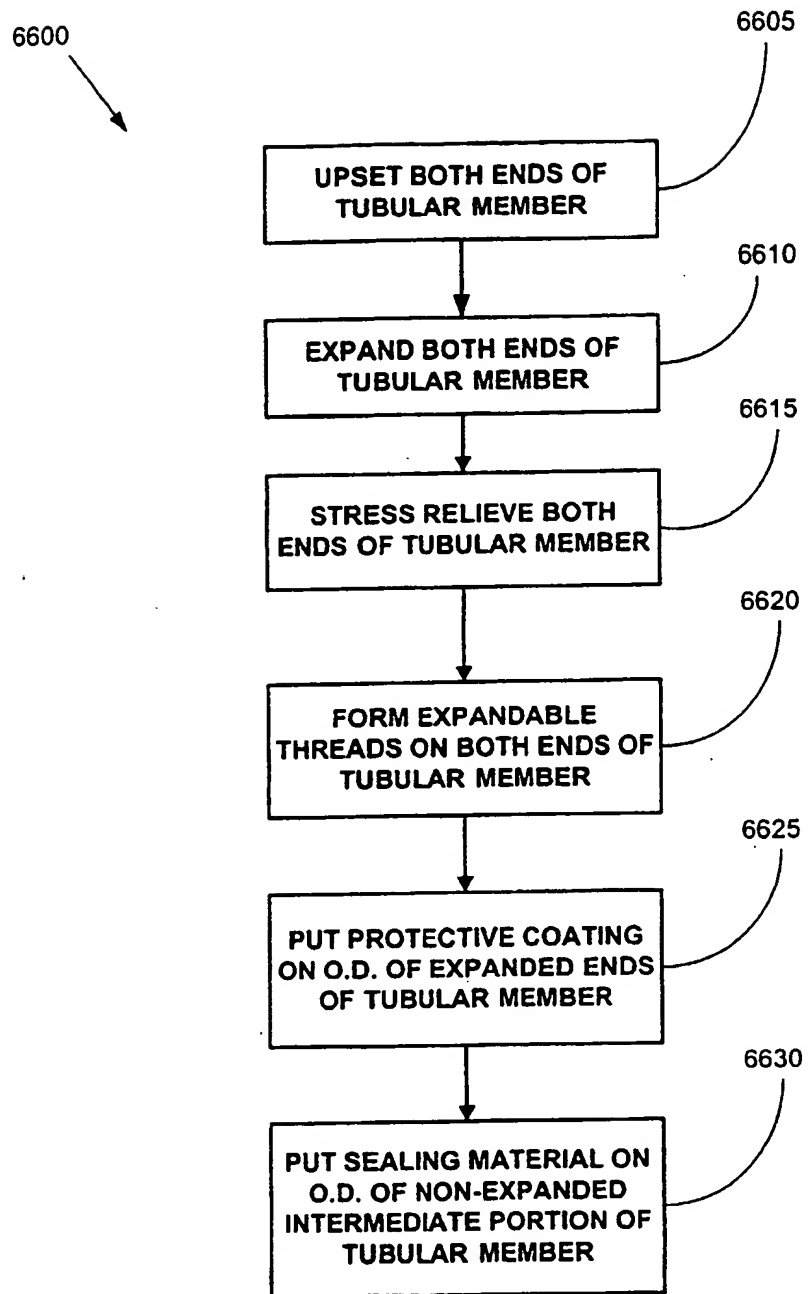 6600
6605
UPSET BOTH ENDS OF
TUBULAR MEMBER
6610
EXPAND BOTH ENDS OF
TUBULAR MEMBER
6615
STRESS RELIEVE BOTH
ENDS OF TUBULAR MEMBER
6620
FORM EXPANDABLE
THREADS ON BOTH ENDS OF
TUBULAR MEMBER
6625
PUT PROTECTIVE COATING
ON O.D. OF EXPANDED ENDS
OF TUBULAR MEMBER
6630
PUT SEALING MATERIAL ON
O.D. OF NON-EXPANDED
INTERMEDIATE PORTION OF
TUBULAR MEMBER